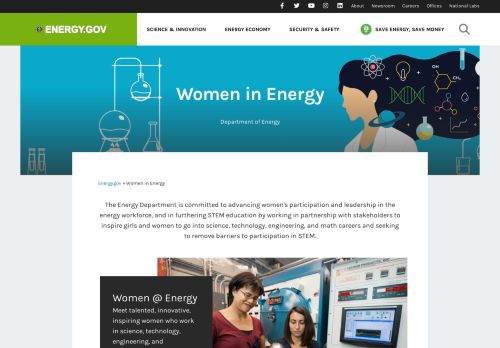 About Newsroom Careers Offices National Labs
ENERGY.GOV SCIENCE & INNOVATION ENERGY ECONOMY SECURITY & SAFETY SAVE ENERGY, SAVE MONEY
Women in Energy
Department of Energy
OH
CH₃
Energy.gov » Women in Energy
The Energy Department is committed to advancing women's participation and leadership in the
energy workforce, and in furthering STEM education by working in partnership with stakeholders to
inspire girls and women to go into science, technology, engineering, and math careers and seeking
to remove barriers to participation in STEM.
Women @ Energy
Meet talented, innovative,
inspiring women who work
in science, technology,
engineering, and